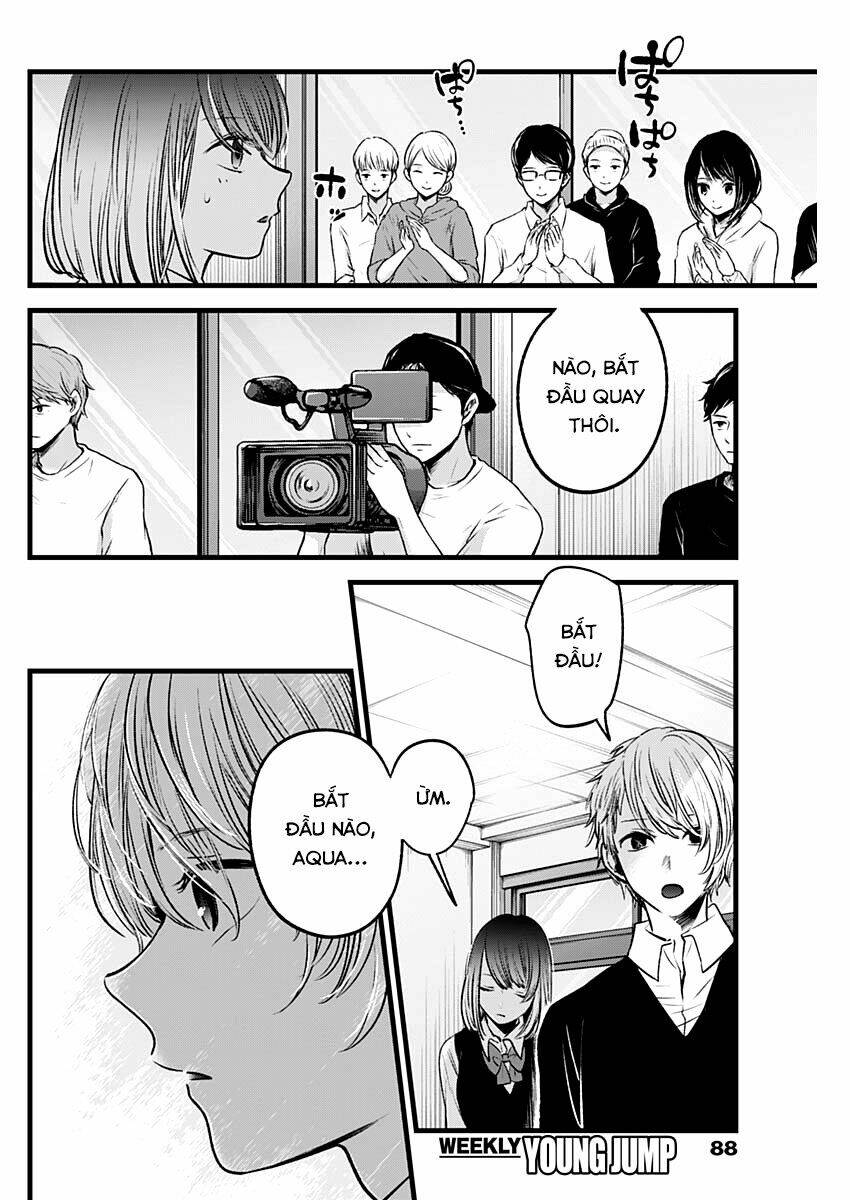 ぱち
ぱち
ぱち…
ホッ
NÀO, BẮT
ĐẦU QUAY
THÔI.
BẮT
ĐẦU!
ỪM.
BẮT
ĐẦU NÀO,
AQUA...
WEEKLY YOUNG JUMP 88